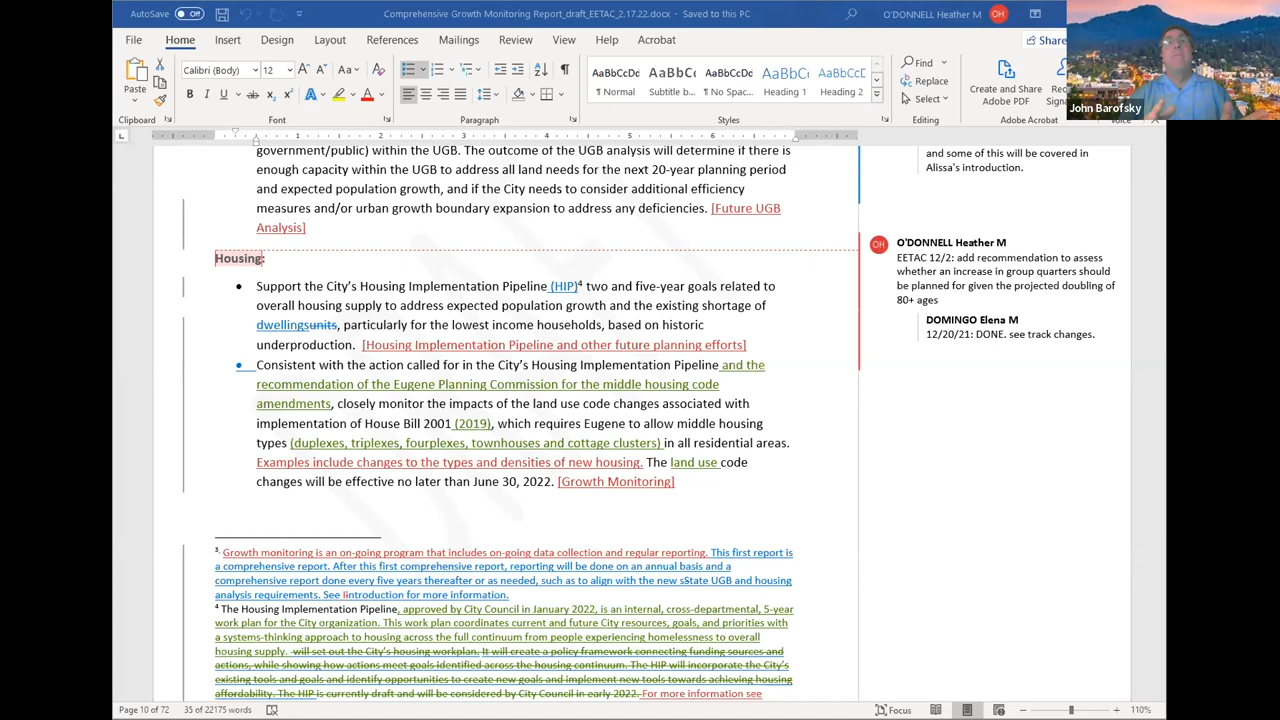 AutoSave Off Comprehensive Growth Monitoring Report_draft_EETAC_2.17.22.docx - Saved to this PC O'DONNELL Heather M OH
File Home Insert Design Layout References Mailings Review View Help Acrobat Share
John Barofsky
Paste
Calibri (Body) 12
AaBbCcDd AaBbCcD AaBbCcDd AaBbCcI AaBbCcD
¶ Normal Subtitle b... ¶ No Spac... Heading 1 Heading 2
Find
Replace
Select
Create and Share
Adobe PDF
Clipboard Font Paragraph Styles Editing Adobe Acrobat Voice
1 1 2 3 4 5 6
government/public) within the UGB. The outcome of the UGB analysis will determine if there is
enough capacity within the UGB to address all land needs for the next 20-year planning period
and expected population growth, and if the City needs to consider additional efficiency
measures and/or urban growth boundary expansion to address any deficiencies. [Future UGB
Analysis]
Housing:
• Support the City's Housing Implementation Pipeline (HIP)⁴ two and five-year goals related to
overall housing supply to address expected population growth and the existing shortage of
dwellingsunits, particularly for the lowest income households, based on historic
underproduction. [Housing Implementation Pipeline and other future planning efforts]
• Consistent with the action called for in the City's Housing Implementation Pipeline and the
recommendation of the Eugene Planning Commission for the middle housing code
amendments, closely monitor the impacts of the land use code changes associated with
implementation of House Bill 2001 (2019), which requires Eugene to allow middle housing
types (duplexes, triplexes, fourplexes, townhouses and cottage clusters) in all residential areas.
Examples include changes to the types and densities of new housing. The land use code
changes will be effective no later than June 30, 2022. [Growth Monitoring]
³. Growth monitoring is an on-going program that includes on-going data collection and regular reporting. This first report is
a comprehensive report. After this first comprehensive report, reporting will be done on an annual basis and a
comprehensive report done every five years thereafter or as needed, such as to align with the new sState UGB and housing
analysis requirements. See Iintroduction for more information.
⁴ The Housing Implementation Pipeline, approved by City Council in January 2022, is an internal, cross-departmental, 5-year
work plan for the City organization. This work plan coordinates current and future City resources, goals, and priorities with
a systems-thinking approach to housing across the full continuum from people experiencing homelessness to overall
housing supply. will set out the City's housing workplan. It will create a policy framework connecting funding sources and
actions, while showing how actions meet goals identified across the housing continuum. The HIP will incorporate the City's
existing tools and goals and identify opportunities to create new goals and implement new tools towards achieving housing
affordability. The HIP is currently draft and will be considered by City Council in early 2022. For more information see
and some of this will be covered in
Alissa's introduction.
OH O'DONNELL Heather M
EETAC 12/2: add recommendation to assess
whether an increase in group quarters should
be planned for given the projected doubling of
80+ ages
DOMINGO Elena M
12/20/21: DONE. see track changes.
Page 10 of 72 35 of 22175 words Focus 110%